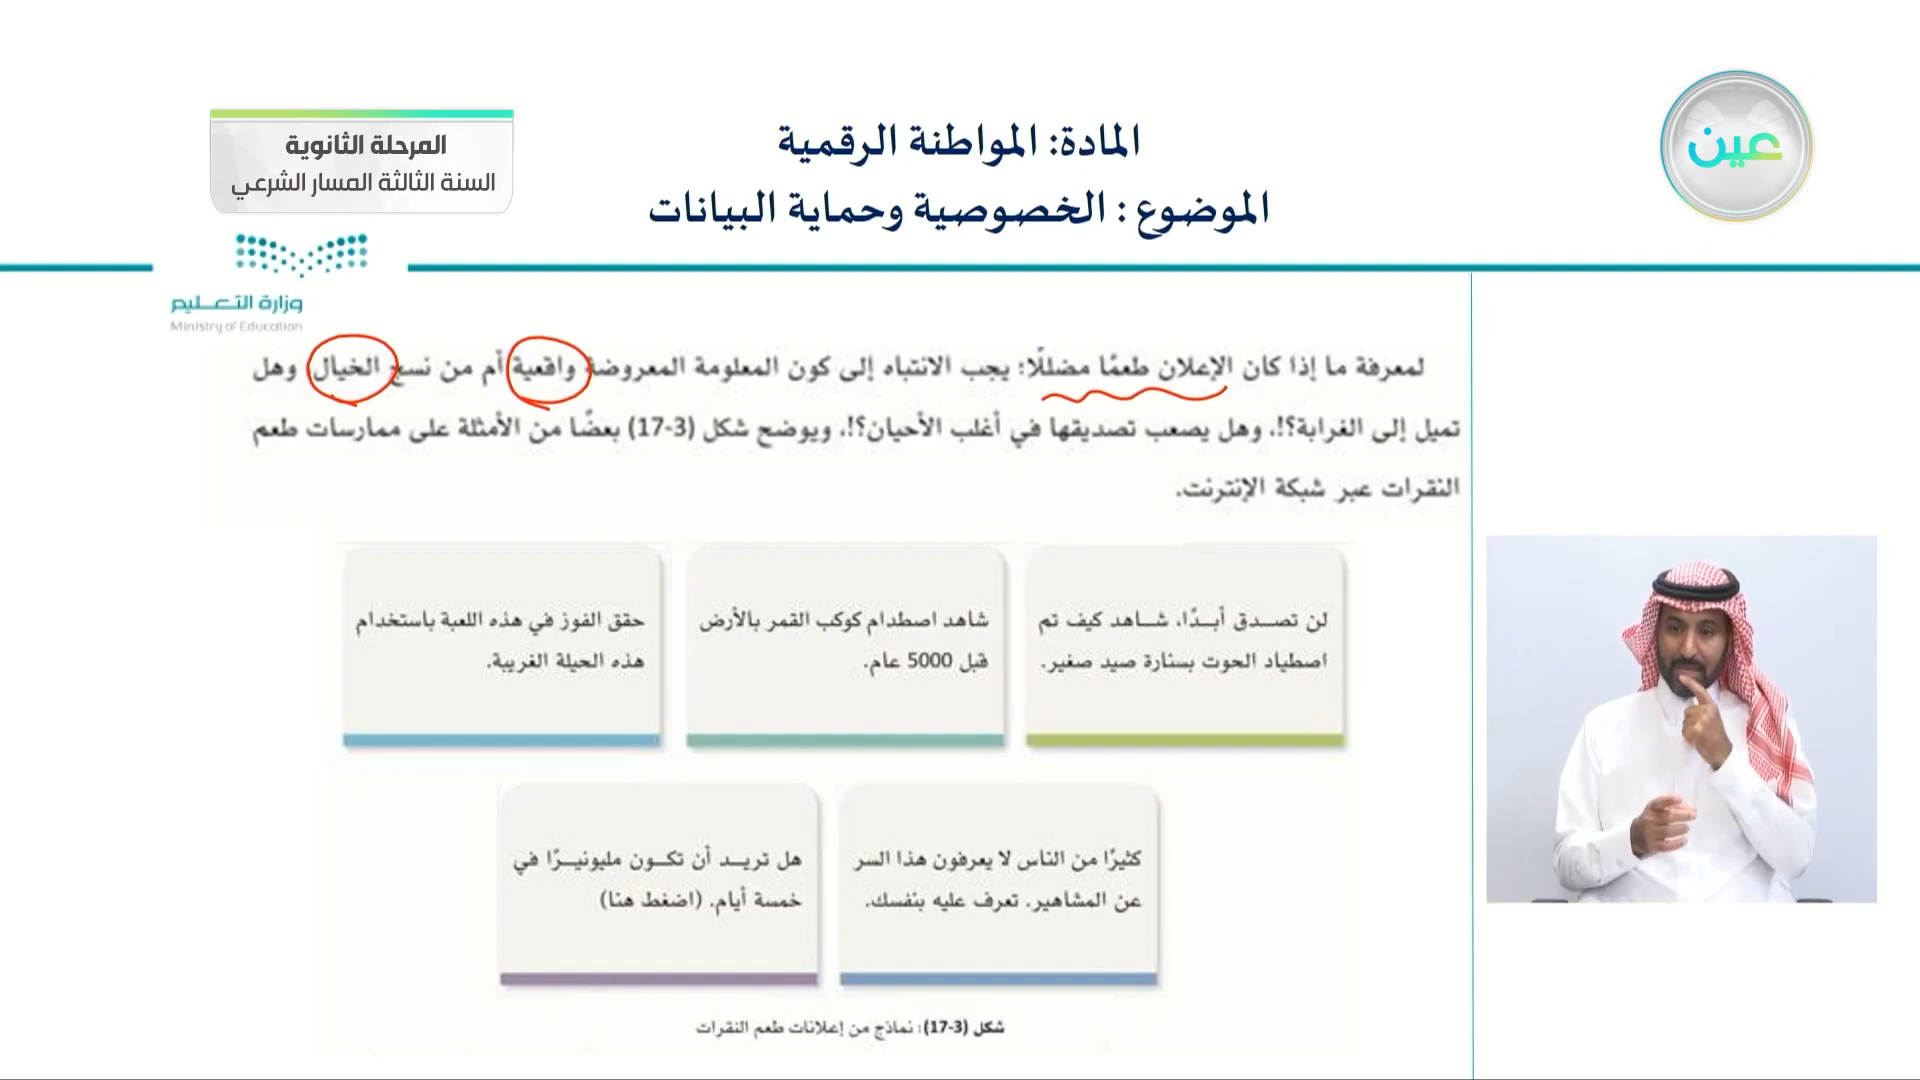 عين
المادة: المواطنة الرقمية
الموضوع : الخصوصية وحماية البيانات
المرحلة الثانوية
السنة الثالثة المسار الشرعي
وزارة التعليم
Ministry of Education
لمعرفة ما إذا كان الإعلان طعمًا مضللًا؛ يجب الانتباه إلى كون المعلومة المعروضة واقعية أم من نسج الخيال، وهل
تميل إلى الغرابة؟!، وهل يصعب تصديقها في أغلب الأحيان؟!، ويوضح شكل (3-17) بعضًا من الأمثلة على ممارسات طعم
النقرات عبر شبكة الإنترنت.
لن تصدق أبدًا، شاهد كيف تم
اصطياد الحوت بسنارة صيد صغير.
شاهد اصطدام كوكب القمر بالأرض
قبل 5000 عام.
حقق الفوز في هذه اللعبة باستخدام
هذه الحيلة الغريبة.
كثيرًا من الناس لا يعرفون هذا السر
عن المشاهير. تعرف عليه بنفسك.
هل تريد أن تكون مليونيرًا في
خمسة أيام. (اضغط هنا)
شكل (3-17): نماذج من إعلانات طعم النقرات